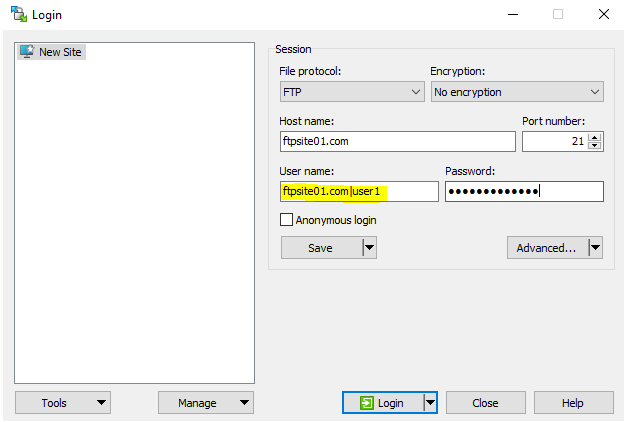 Login
New Site
Session
File protocol:
Encryption:
FTP
No encryption
Host name:
Port number:
ftpsite01.com
21
User name:
Password:
ftpsite01.com|user1
●●●●●●●●●●●●●
Anonymous login
Save
Advanced...
Tools
Manage
Login
Close
Help